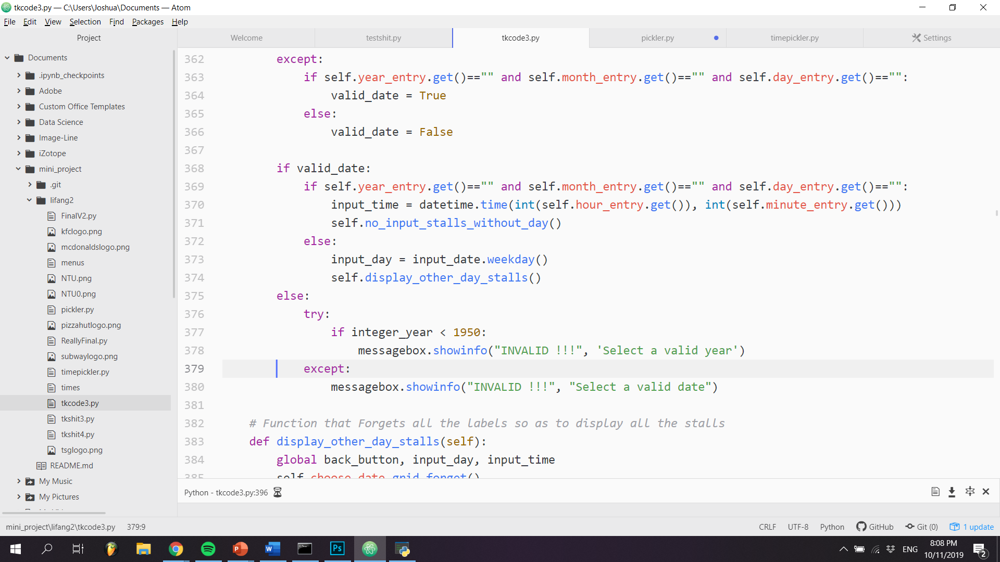 tkcode3.py — C:\Users\Joshua\Documents — Atom
File Edit View Selection Find Packages Help
Project
Documents
.ipynb_checkpoints
Adobe
Custom Office Templates
Data Science
Image-Line
iZotope
mini_project
.git
lifang2
FinalV2.py
kfclogo.png
mcdonaldslogo.png
menus
NTU.png
NTU0.png
pickler.py
pizzahutlogo.png
ReallyFinal.py
subwaylogo.png
timepickler.py
times
tkcode3.py
tkshit3.py
tkshit4.py
tsglogo.png
README.md
My Music
My Pictures
Welcome testshit.py tkcode3.py pickler.py timepickler.py Settings
362 except:
363 if self.year_entry.get()=="" and self.month_entry.get()=="" and self.day_entry.get()=="":
364 valid_date = True
365 else:
366 valid_date = False
367
368 if valid_date:
369 if self.year_entry.get()=="" and self.month_entry.get()=="" and self.day_entry.get()=="":
370 input_time = datetime.time(int(self.hour_entry.get()), int(self.minute_entry.get()))
371 self.no_input_stalls_without_day()
372 else:
373 input_day = input_date.weekday()
374 self.display_other_day_stalls()
375 else:
376 try:
377 if integer_year < 1950:
378 messagebox.showinfo("INVALID !!!", 'Select a valid year')
379 except:
380 messagebox.showinfo("INVALID !!!", "Select a valid date")
381
382 # Function that Forgets all the labels so as to display all the stalls
383 def display_other_day_stalls(self):
384 global back_button, input_day, input_time
385 self.choose_date.grid_forget()
Python - tkcode3.py:396
mini_project\lifang2\tkcode3.py 379:9
CRLF UTF-8 Python GitHub Git (0) 1 update
ENG
8:08 PM
10/11/2019
2